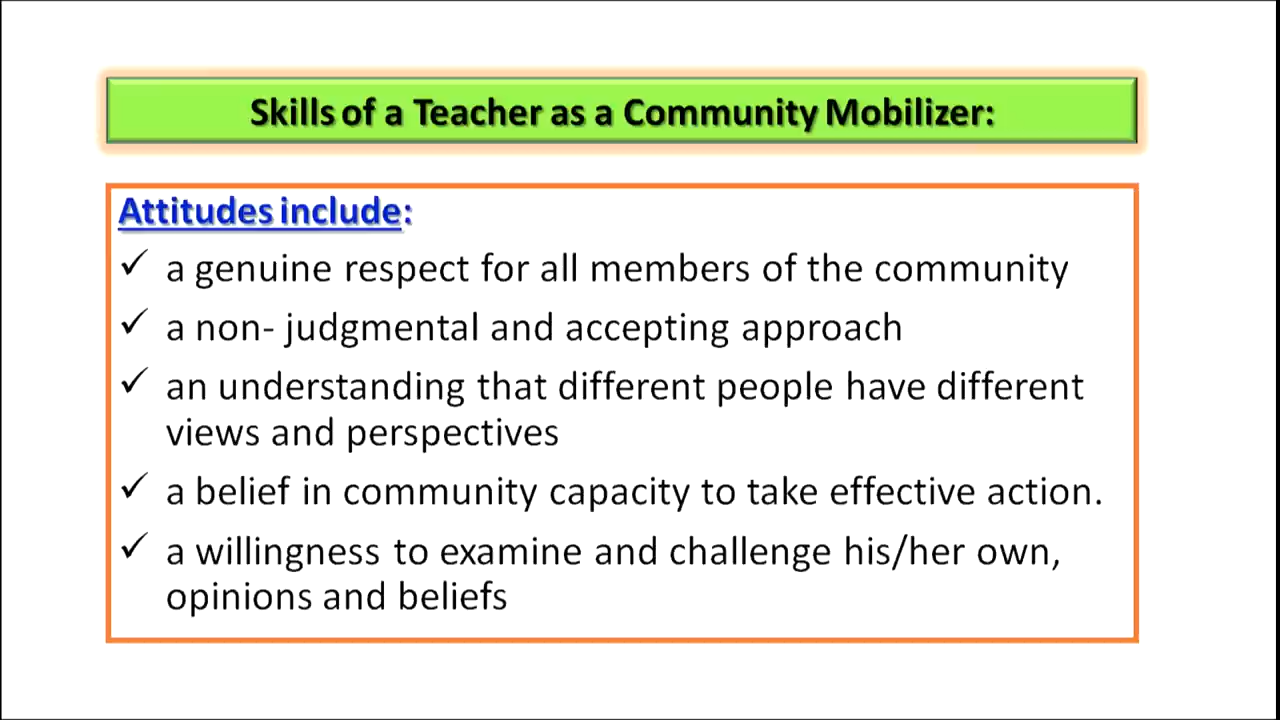 Skills of a Teacher as a Community Mobilizer:
Attitudes include:
✓ a genuine respect for all members of the community
✓ a non- judgmental and accepting approach
✓ an understanding that different people have different
views and perspectives
✓ a belief in community capacity to take effective action.
✓ a willingness to examine and challenge his/her own,
opinions and beliefs